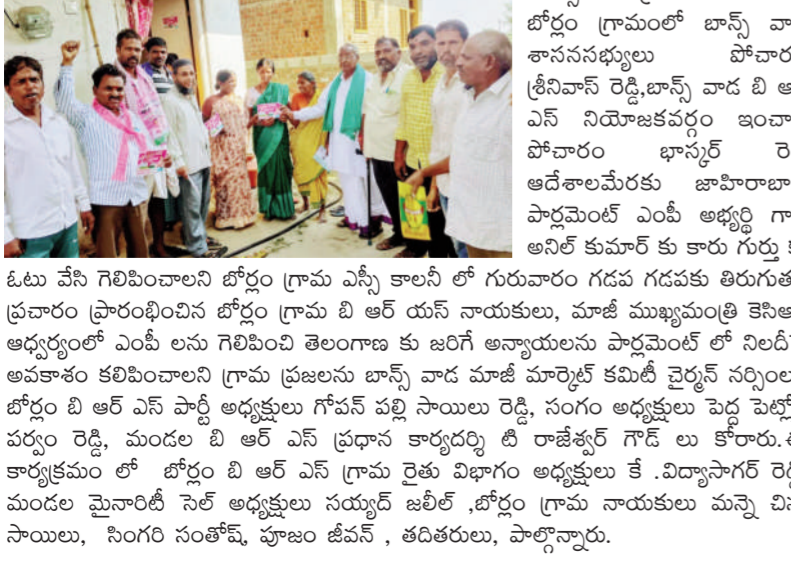 బోర్లం గ్రామంలో బాన్స్ వా
శాసనసభ్యులు పోచార
శ్రీనివాస్ రెడ్డి,బాన్స్ వాడ బి ఆ
ఎస్ నియోజకవర్గం ఇంచా
పోచారం భాస్కర్ రె
ఆదేశాలమేరకు జాహిరాబా
పార్లమెంట్ ఎంపీ అభ్యర్థి గా
అనిల్ కుమార్ కు కారు గుర్తు క
ఓటు వేసి గెలిపించాలని బోర్లం గ్రామ ఎస్సీ కాలనీ లో గురువారం గడప గడపకు తిరుగుత
ప్రచారం ప్రారంభించిన బోర్లం గ్రామ బి ఆర్ యస్ నాయకులు, మాజీ ముఖ్యమంత్రి కెసిఆ
ఆధ్వర్యంలో ఎంపీ లను గెలిపించి తెలంగాణ కు జరిగే అన్యాయలను పార్లమెంట్ లో నిలదీ
అవకాశం కలిపించాలని గ్రామ ప్రజలను బాన్స్ వాడ మాజీ మార్కెట్ కమిటీ చైర్మన్ నర్సింల
బోర్లం బి ఆర్ ఎస్ పార్టీ అధ్యక్షులు గోపన్ పల్లి సాయిలు రెడ్డి, సంగం అధ్యక్షులు పెద్ద పెట్లో
పర్వం రెడ్డి, మండల బి ఆర్ ఎస్ ప్రధాన కార్యదర్శి టి రాజేశ్వర్ గౌడ్ లు కోరారు.ఈ
కార్యక్రమం లో బోర్లం బి ఆర్ ఎస్ గ్రామ రైతు విభాగం అధ్యక్షులు కే .విద్యాసాగర్ రెడ్డ
మండల మైనారిటీ సెల్ అధ్యక్షులు సయ్యద్ జలీల్ ,బోర్లం గ్రామ నాయకులు మన్నె చిన
సాయిలు, సింగరి సంతోష్, పూజం జీవన్ , తదితరులు, పాల్గొన్నారు.